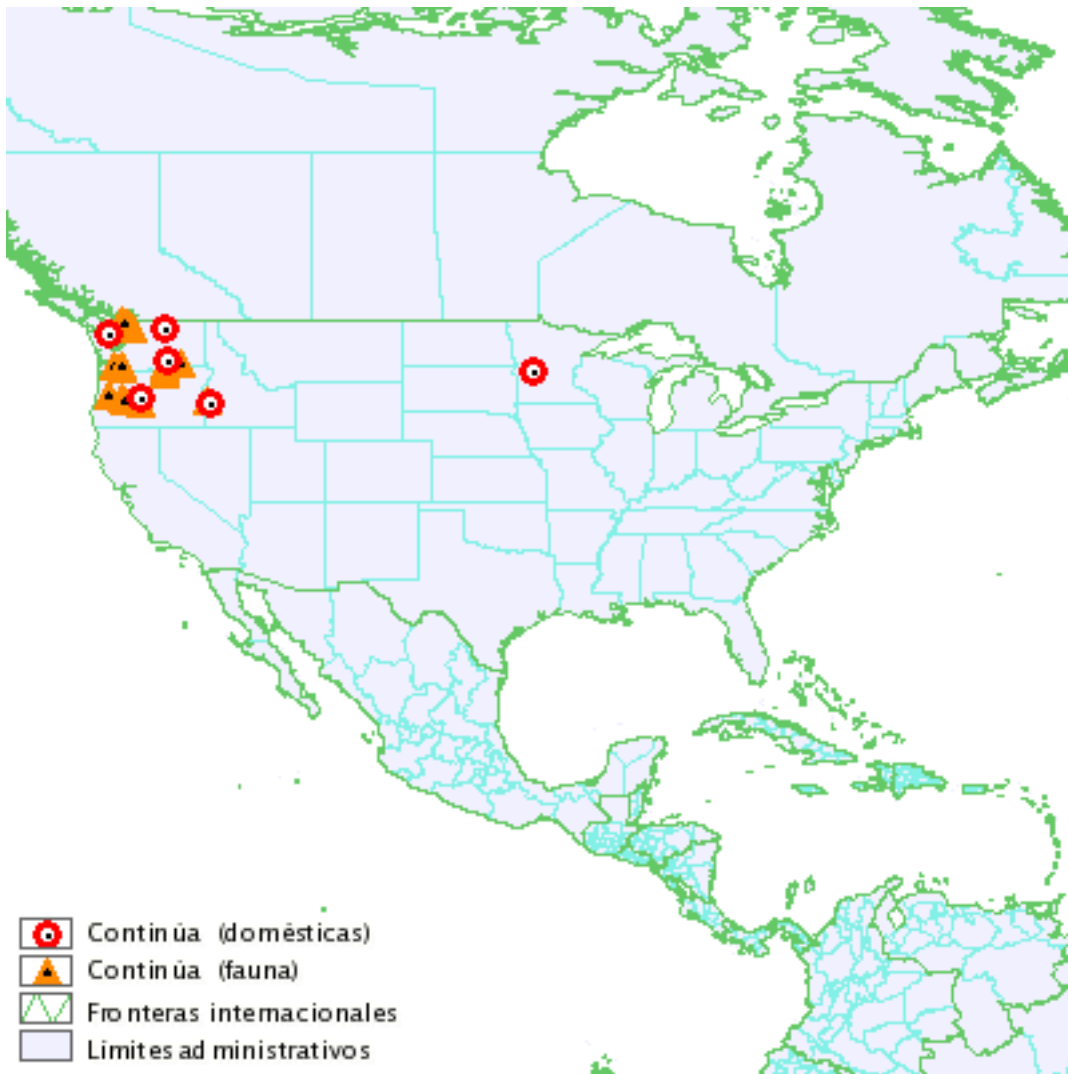 Continúa (domésticas)
Continúa (fauna)
Fronteras internacionales
Límites administrativos